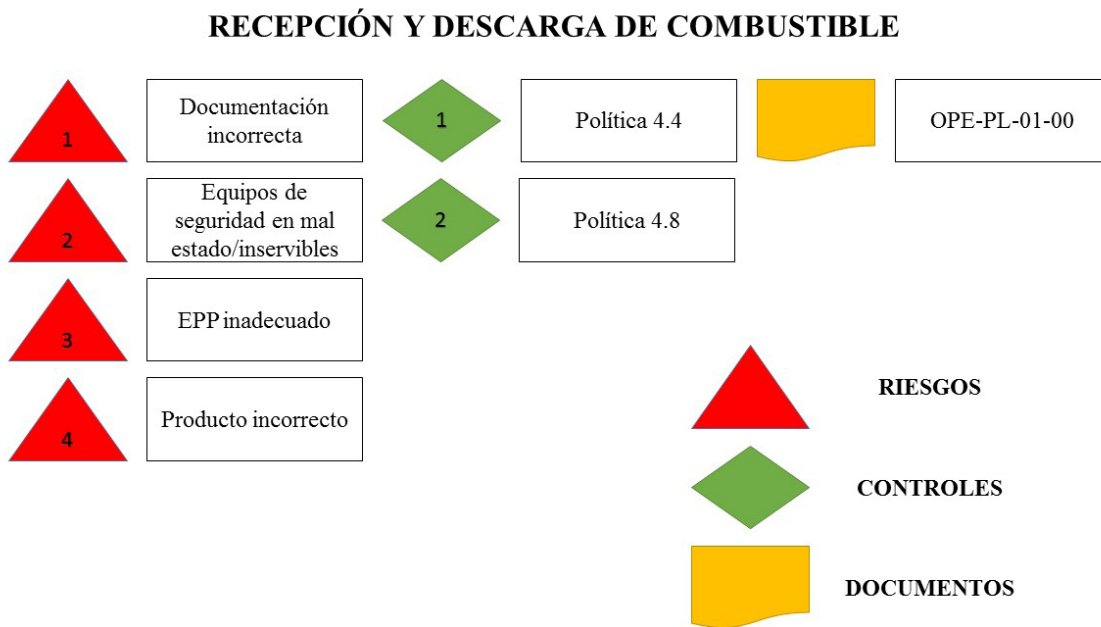 RECEPCIÓN Y DESCARGA DE COMBUSTIBLE
1
Documentación
incorrecta
1
Política 4.4
OPE-PL-01-00
2
Equipos de
seguridad en mal
estado/inservibles
2
Política 4.8
3
EPP inadecuado
4
Producto incorrecto
RIESGOS
CONTROLES
DOCUMENTOS